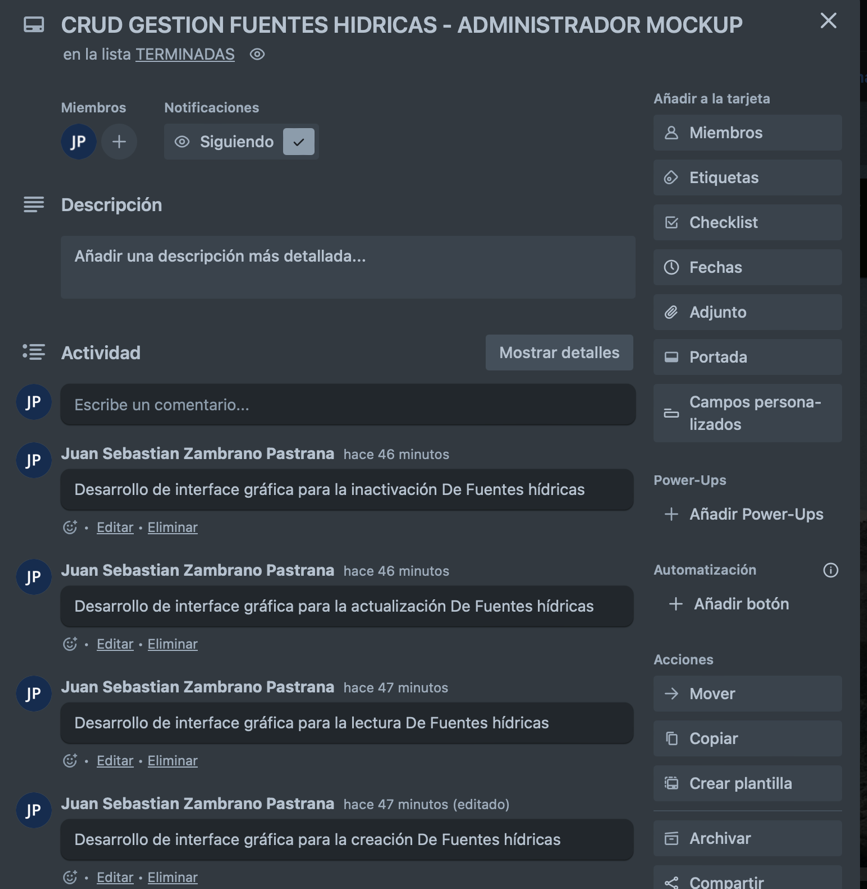 CRUD GESTION FUENTES HIDRICAS - ADMINISTRADOR MOCKUP
en la lista TERMINADAS
Miembros
Notificaciones
JP
Siguiendo
Descripción
Añadir una descripción más detallada...
Actividad
Mostrar detalles
JP
Escribe un comentario...
JP
Juan Sebastian Zambrano Pastrana hace 46 minutos
Desarrollo de interface gráfica para la inactivación De Fuentes hídricas
• Editar • Eliminar
JP
Juan Sebastian Zambrano Pastrana hace 46 minutos
Desarrollo de interface gráfica para la actualización De Fuentes hídricas
• Editar • Eliminar
JP
Juan Sebastian Zambrano Pastrana hace 47 minutos
Desarrollo de interface gráfica para la lectura De Fuentes hídricas
• Editar • Eliminar
JP
Juan Sebastian Zambrano Pastrana hace 47 minutos (editado)
Desarrollo de interface gráfica para la creación De Fuentes hídricas
• Editar • Eliminar
Añadir a la tarjeta
Miembros
Etiquetas
Checklist
Fechas
Adjunto
Portada
Campos persona-
lizados
Power-Ups
Añadir Power-Ups
Automatización
Añadir botón
Acciones
Mover
Copiar
Crear plantilla
Archivar
Compartir